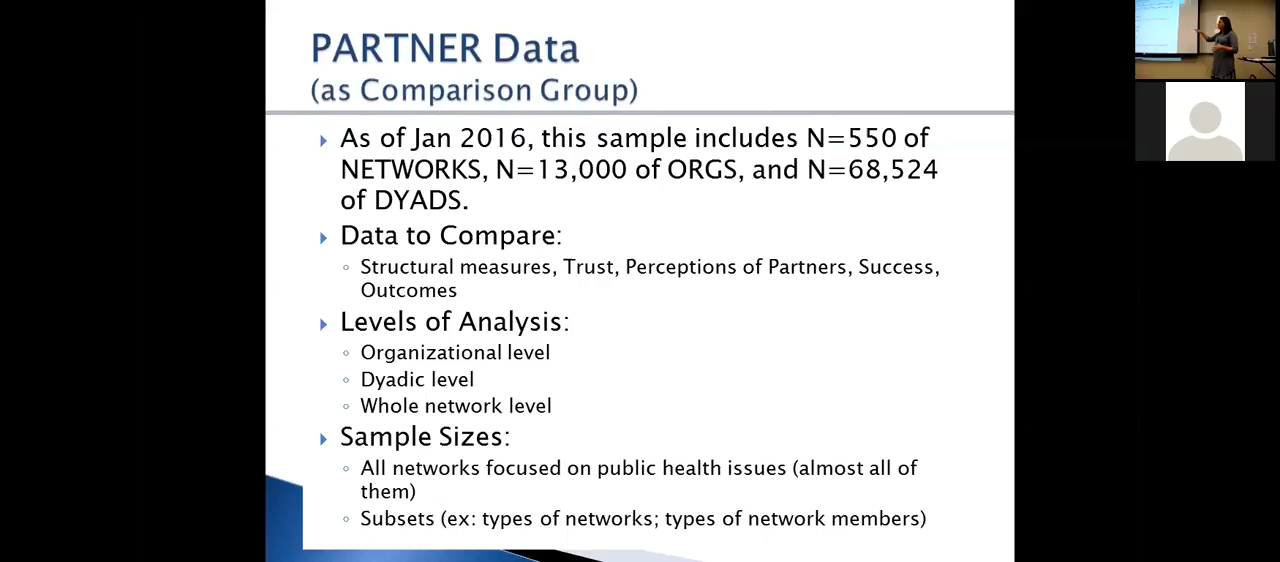 PARTNER Data
(as Comparison Group)
As of Jan 2016, this sample includes N=550 of
NETWORKS, N=13,000 of ORGS, and N=68,524
of DYADS.
Data to Compare:
Structural measures, Trust, Perceptions of Partners, Success,
Outcomes
Levels of Analysis:
Organizational level
Dyadic level
Whole network level
Sample Sizes:
All networks focused on public health issues (almost all of
them)
Subsets (ex: types of networks; types of network members)